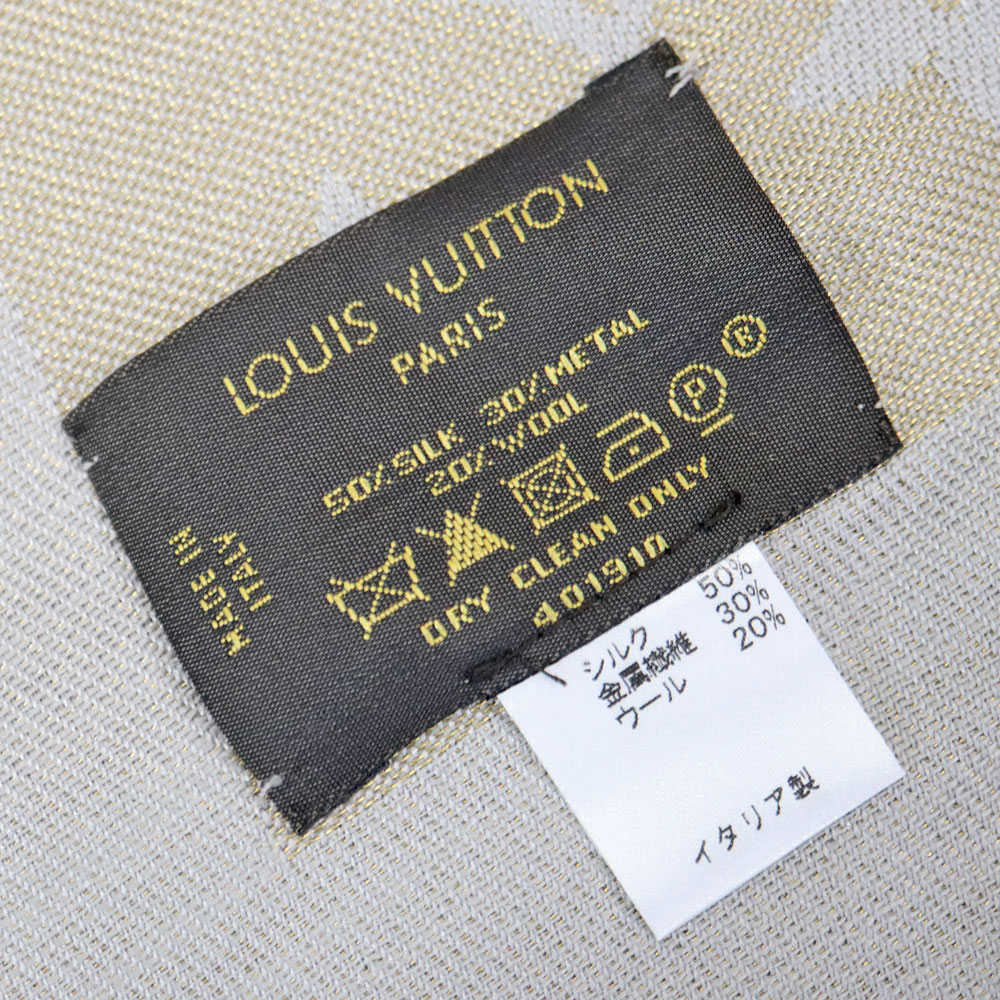 LOUIS VUITTON
PARIS
50% SILK 30% METAL
20% WOOL
®
P
DRY CLEAN ONLY
401910
MADE IN
ITALY
シルク 50%
金属繊維 30%
ウール 20%
イタリア製